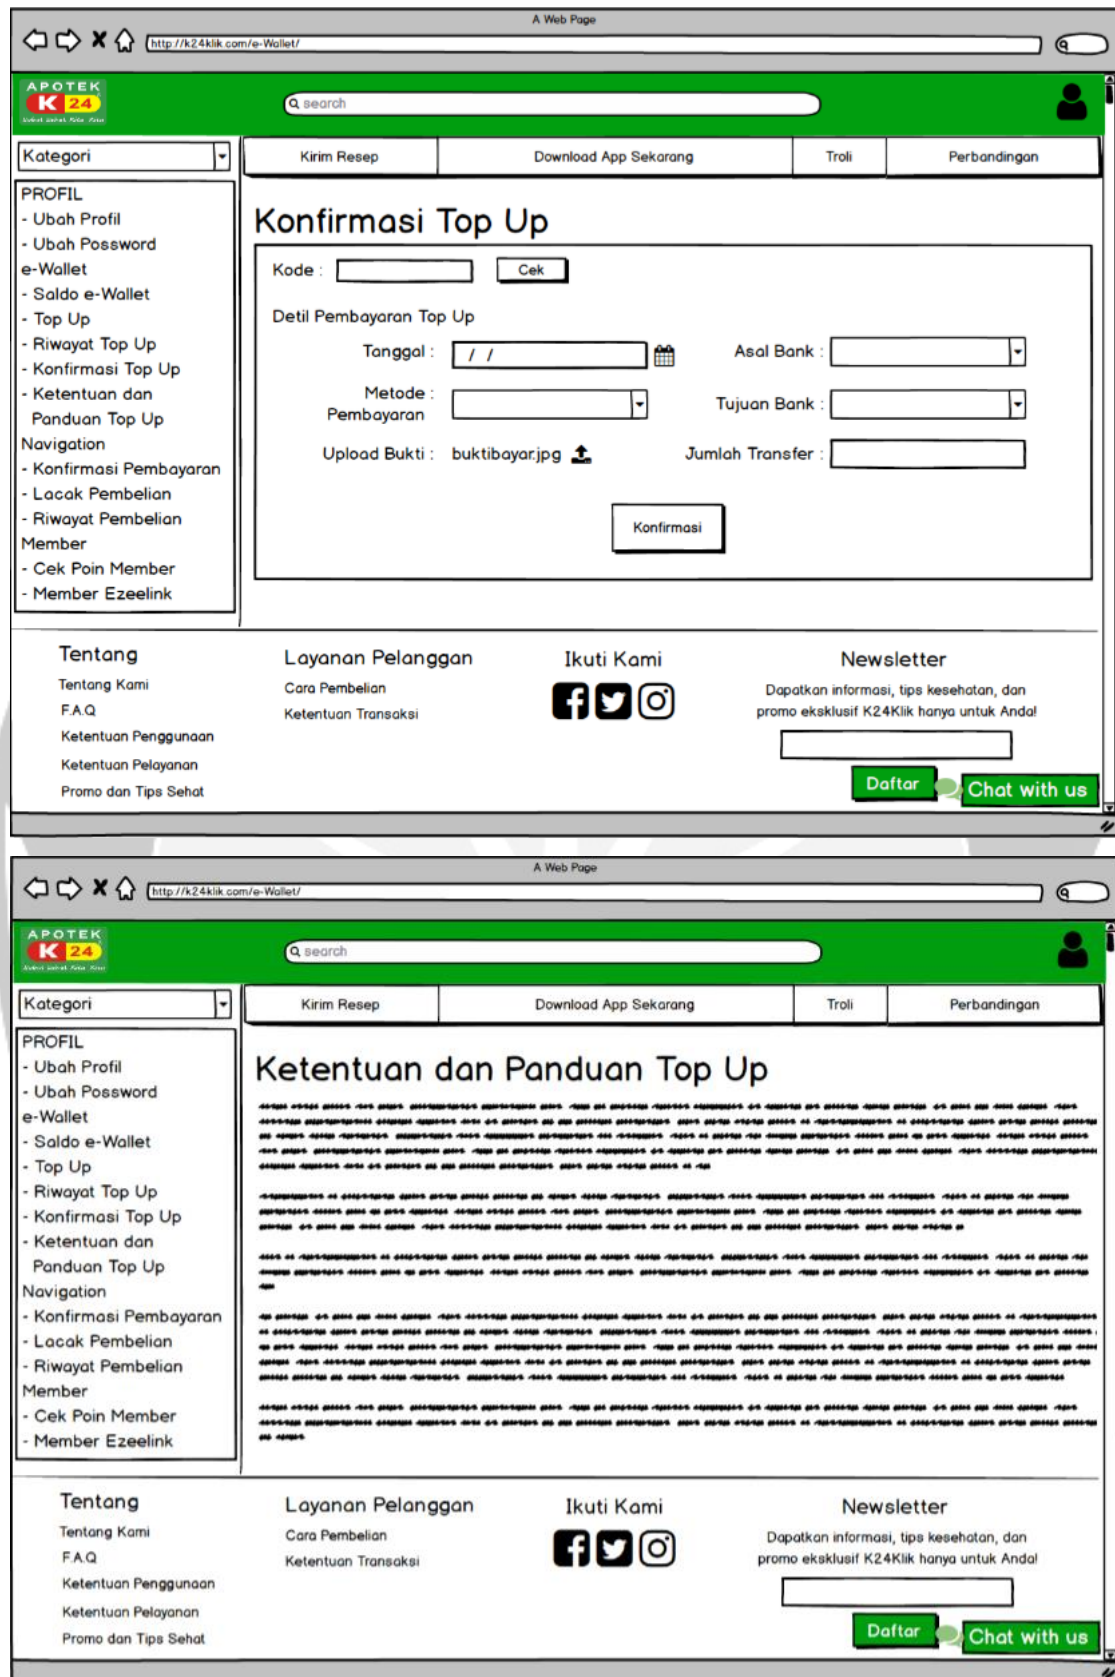 A Web Page
http://k24klik.com/e-Wallet/
APOTEK
K 24
search
Kategori
Kirim Resep
Download App Sekarang
Troli
Perbandingan
PROFIL
- Ubah Profil
- Ubah Possword
e-Wallet
- Saldo e-Wallet
- Top Up
- Riwayat Top Up
- Konfirmasi Top Up
- Ketentuan dan
Panduan Top Up
Navigation
- Konfirmasi Pembayaran
- Lacak Pembelian
- Riwayat Pembelian
Member
- Cek Poin Member
- Member Ezeelink
Konfirmasi Top Up
Kode :
Cek
Detil Pembayaran Top Up
Tanggal :
/ /
Asal Bank :
Metode :
Pembayaran
Tujuan Bank :
Upload Bukti :
buktibayar.jpg
Jumlah Transfer :
Konfirmasi
Tentang
Tentang Kami
F.A.Q
Ketentuan Penggunaan
Ketentuan Pelayanan
Promo dan Tips Sehat
Layanan Pelanggan
Cara Pembelian
Ketentuan Transaksi
Ikuti Kami
Newsletter
Dapatkan informasi, tips kesehatan, dan
promo eksklusif K24Klik hanya untuk Anda!
Daftar
Chat with us
A Web Page
http://k24klik.com/e-Wallet/
APOTEK
K 24
search
Kategori
Kirim Resep
Download App Sekarang
Troli
Perbandingan
PROFIL
- Ubah Profil
- Ubah Possword
e-Wallet
- Saldo e-Wallet
- Top Up
- Riwayat Top Up
- Konfirmasi Top Up
- Ketentuan dan
Panduan Top Up
Navigation
- Konfirmasi Pembayaran
- Lacak Pembelian
- Riwayat Pembelian
Member
- Cek Poin Member
- Member Ezeelink
Ketentuan dan Panduan Top Up
Tentang
Tentang Kami
F.A.Q
Ketentuan Penggunaan
Ketentuan Pelayanan
Promo dan Tips Sehat
Layanan Pelanggan
Cara Pembelian
Ketentuan Transaksi
Ikuti Kami
Newsletter
Dapatkan informasi, tips kesehatan, dan
promo eksklusif K24Klik hanya untuk Anda!
Daftar
Chat with us